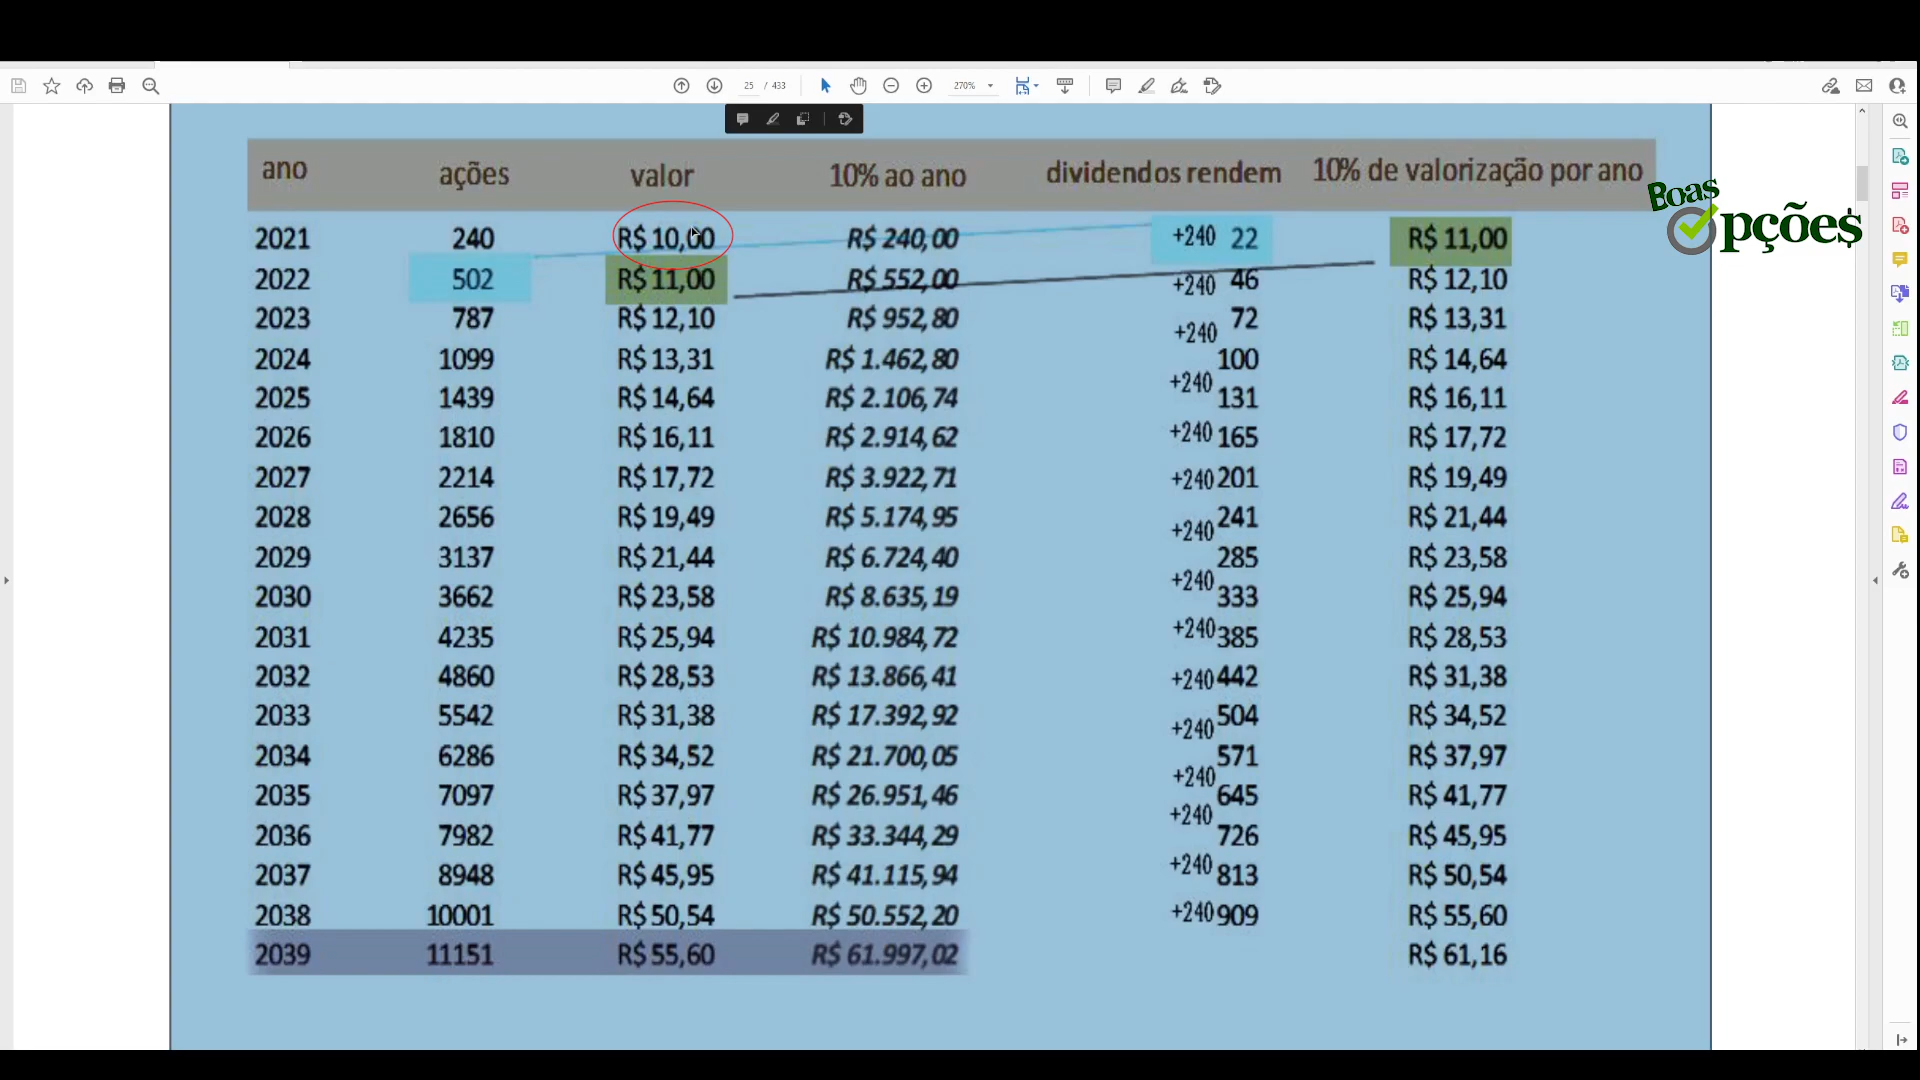 25 / 433
270%
ano ações valor 10% ao ano dividendos rendem 10% de valorização por ano
Boas
opções
2021 240 R$ 10,00 R$ 240,00 +240 22 R$ 11,00
2022 502 R$ 11,00 R$ 552,00 +240 46 R$ 12,10
2023 787 R$ 12,10 R$ 952,80 +240 72 R$ 13,31
2024 1099 R$ 13,31 R$ 1.462,80 100 R$ 14,64
2025 1439 R$ 14,64 R$ 2.106,74 +240 131 R$ 16,11
2026 1810 R$ 16,11 R$ 2.914,62 +240 165 R$ 17,72
2027 2214 R$ 17,72 R$ 3.922,71 +240 201 R$ 19,49
2028 2656 R$ 19,49 R$ 5.174,95 +240 241 R$ 21,44
2029 3137 R$ 21,44 R$ 6.724,40 285 R$ 23,58
2030 3662 R$ 23,58 R$ 8.635,19 +240 333 R$ 25,94
2031 4235 R$ 25,94 R$ 10.984,72 +240 385 R$ 28,53
2032 4860 R$ 28,53 R$ 13.866,41 +240 442 R$ 31,38
2033 5542 R$ 31,38 R$ 17.392,92 +240 504 R$ 34,52
2034 6286 R$ 34,52 R$ 21.700,05 571 R$ 37,97
2035 7097 R$ 37,97 R$ 26.951,46 +240 645 R$ 41,77
2036 7982 R$ 41,77 R$ 33.344,29 +240 726 R$ 45,95
2037 8948 R$ 45,95 R$ 41.115,94 +240 813 R$ 50,54
2038 10001 R$ 50,54 R$ 50.552,20 +240 909 R$ 55,60
2039 11151 R$ 55,60 R$ 61.997,02 R$ 61,16